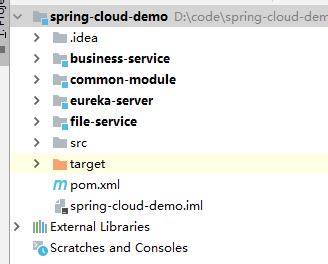 spring-cloud-demo D:\code\spring-cloud-dem
.idea
business-service
common-module
eureka-server
file-service
src
target
pom.xml
spring-cloud-demo.iml
External Libraries
Scratches and Consoles